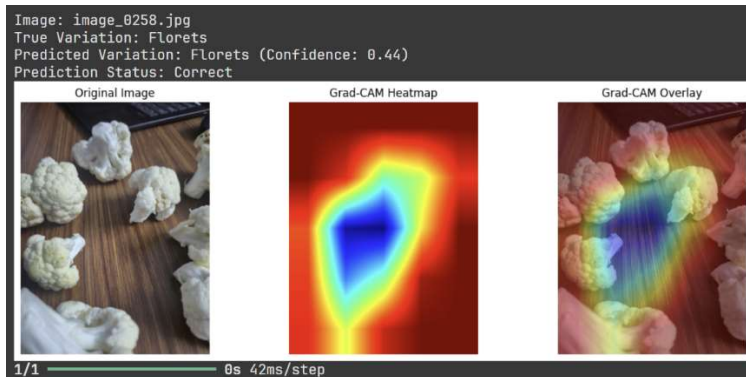 Image: image_0258.jpg
True Variation: Florets
Predicted Variation: Florets (Confidence: 0.44)
Prediction Status: Correct
Original Image
Grad-CAM Heatmap
Grad-CAM Overlay
1/1 0s 42ms/step